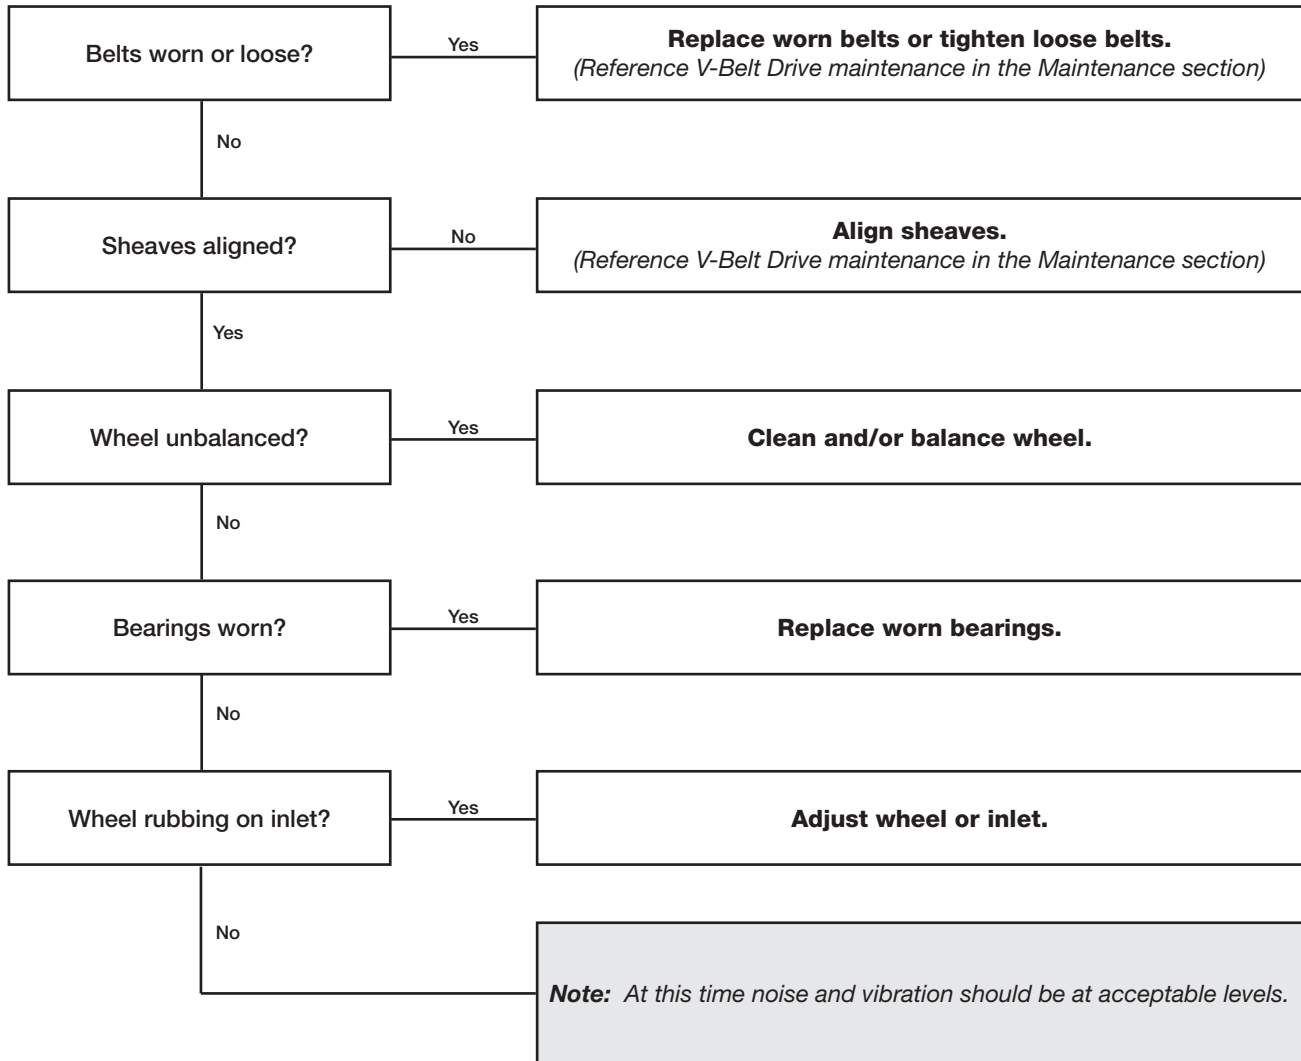 Belts worn or loose?
Yes
Replace worn belts or tighten loose belts.
(Reference V-Belt Drive maintenance in the Maintenance section)
No
Sheaves aligned?
No
Align sheaves.
(Reference V-Belt Drive maintenance in the Maintenance section)
Yes
Wheel unbalanced?
Yes
Clean and/or balance wheel.
No
Bearings worn?
Yes
Replace worn bearings.
No
Wheel rubbing on inlet?
Yes
Adjust wheel or inlet.
No
Note: At this time noise and vibration should be at acceptable levels.